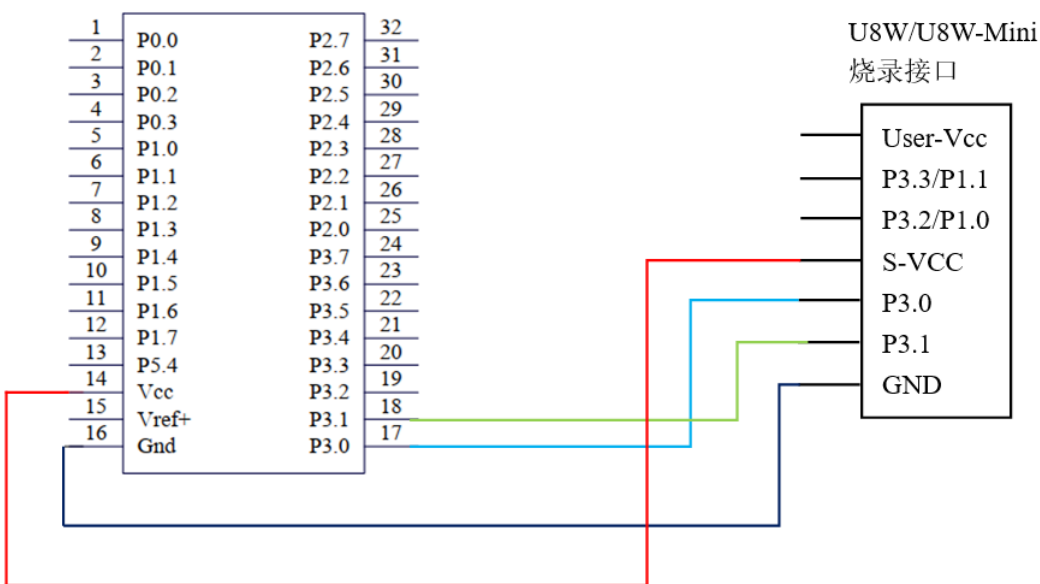 1 P0.0 P2.7 32
2 P0.1 P2.6 31
3 P0.2 P2.5 30
4 P0.3 P2.4 29
5 P1.0 P2.3 28
6 P1.1 P2.2 27
7 P1.2 P2.1 26
8 P1.3 P2.0 25
9 P1.4 P3.7 24
10 P1.5 P3.6 23
11 P1.6 P3.5 22
12 P1.7 P3.4 21
13 P5.4 P3.3 20
14 Vcc P3.2 19
15 Vref+ P3.1 18
16 Gnd P3.0 17
U8W/U8W-Mini
烧录接口
User-Vcc
P3.3/P1.1
P3.2/P1.0
S-VCC
P3.0
P3.1
GND